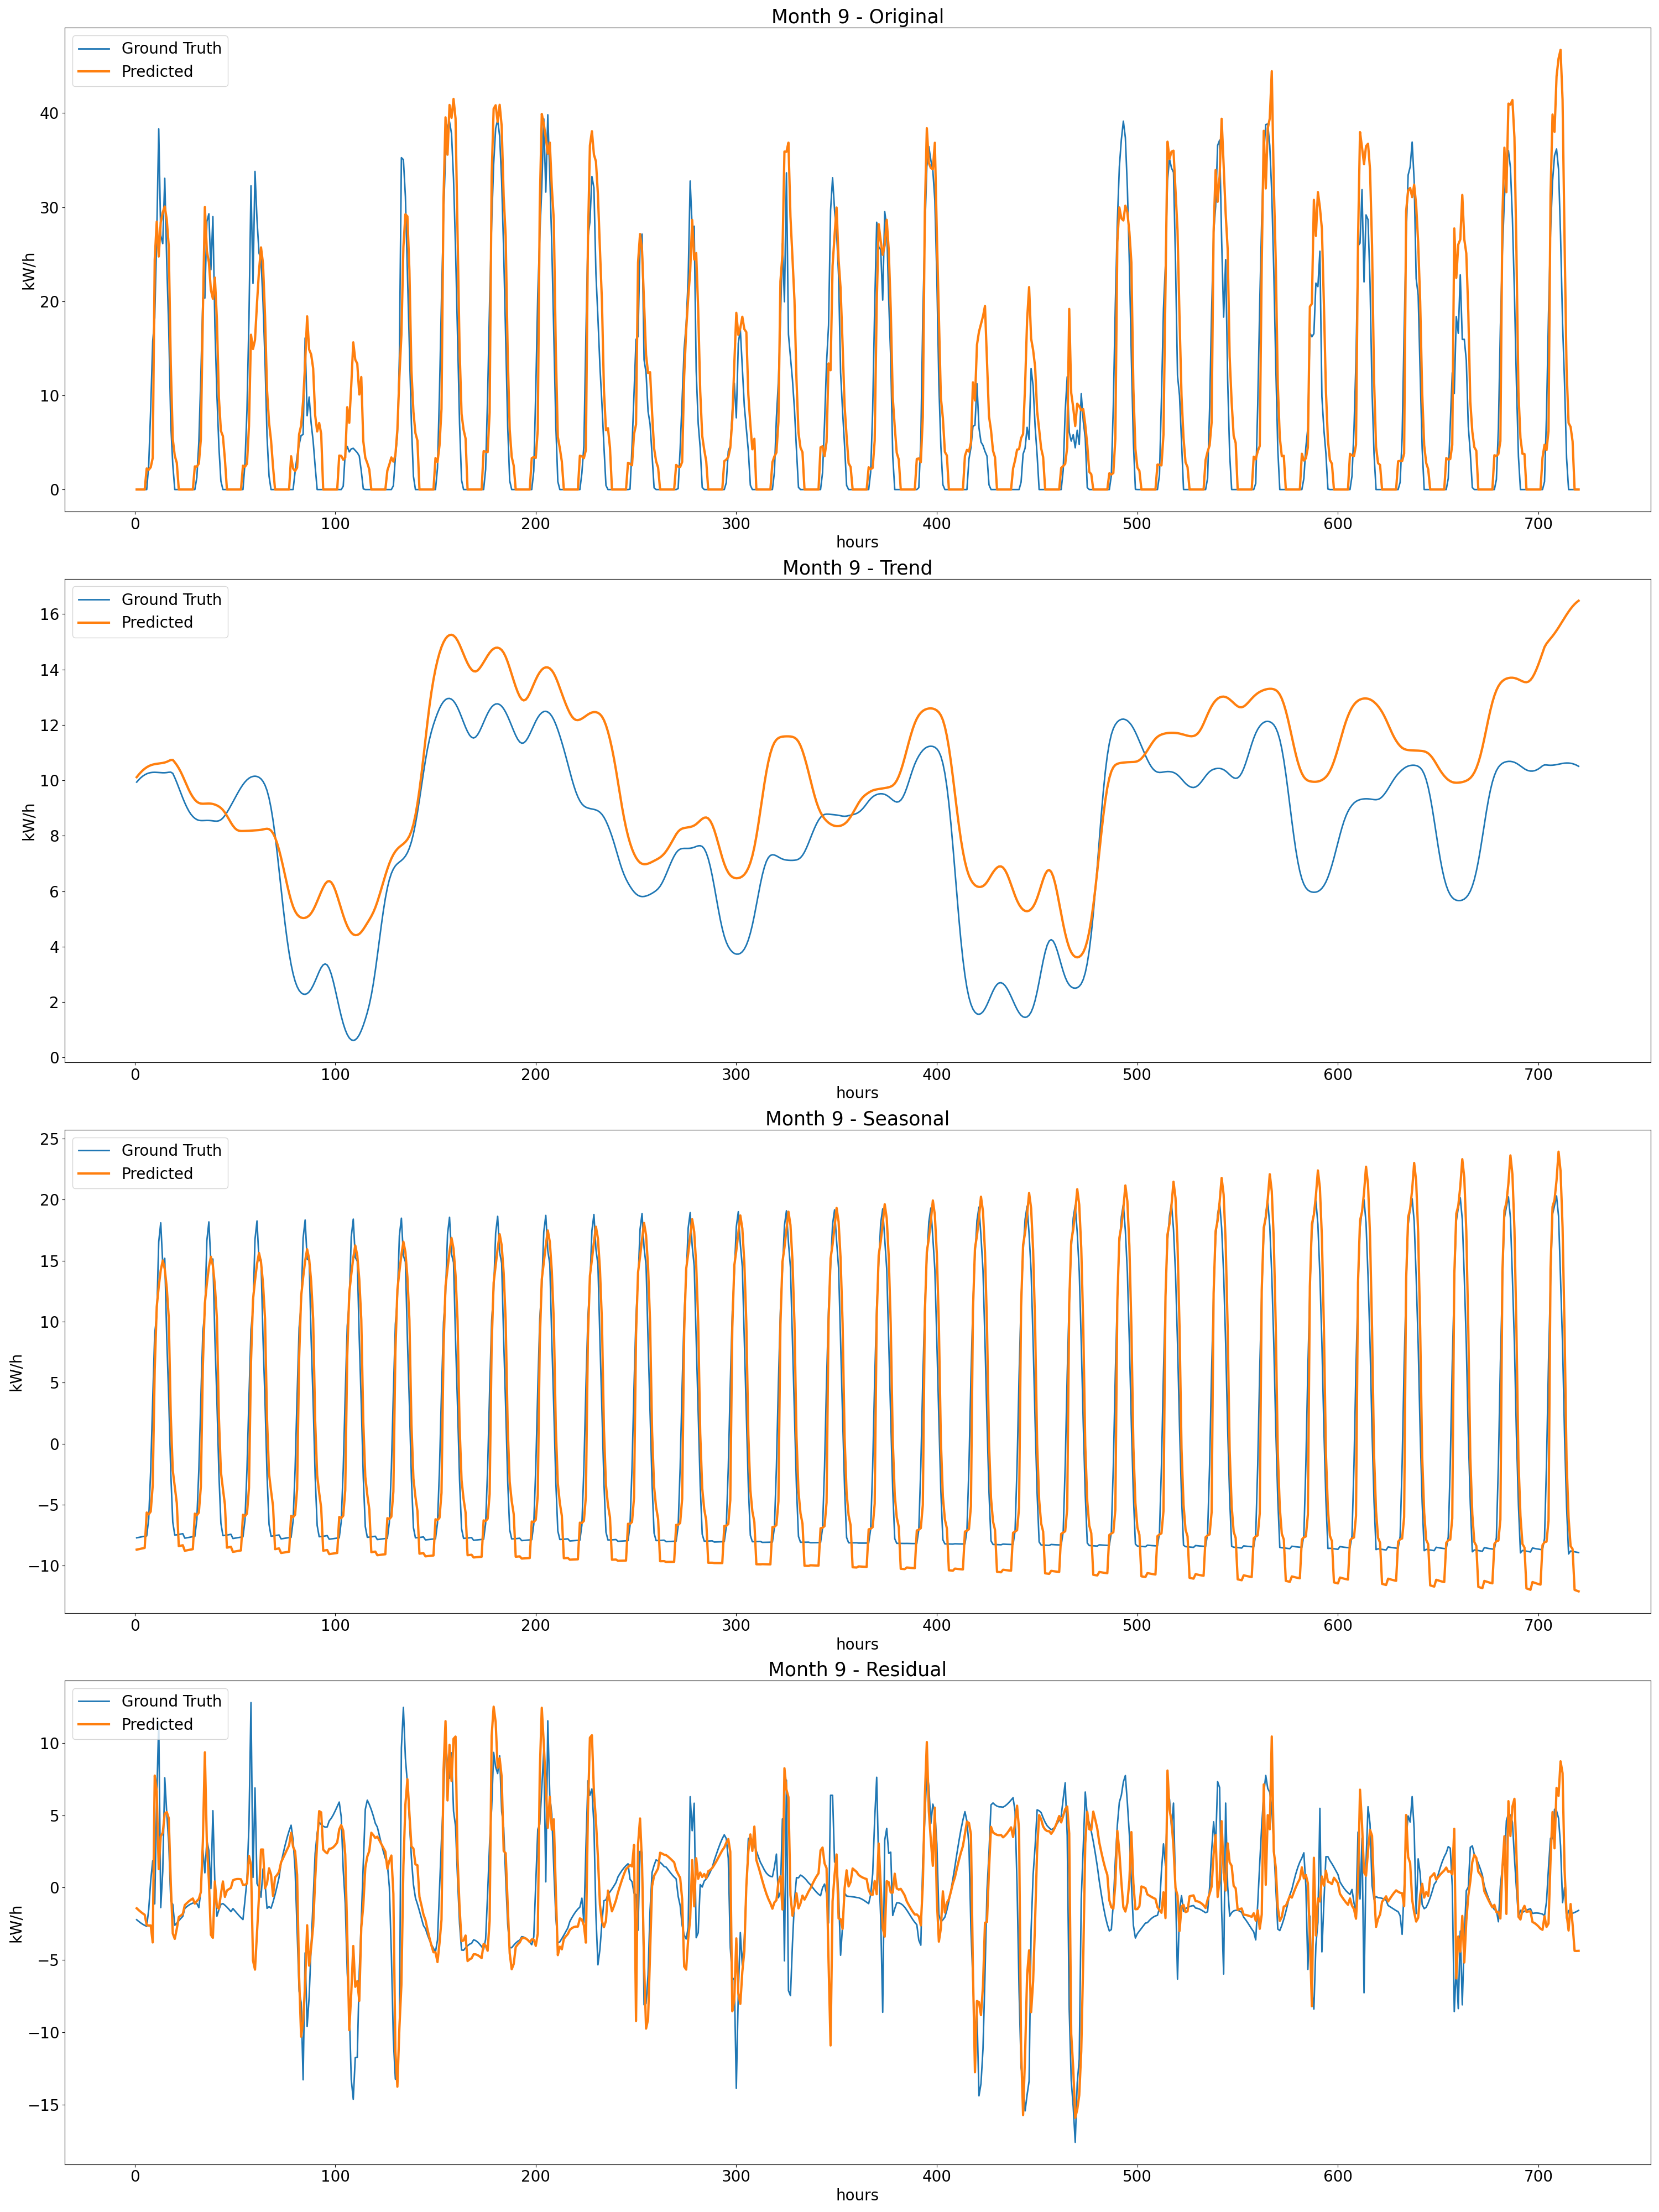 Month 9 - Original
Ground Truth
Predicted
kW/h
40
30
20
10
0
0 100 200 300 400 500 600 700
hours
Month 9 - Trend
Ground Truth
Predicted
kW/h
16
14
12
10
8
6
4
2
0
0 100 200 300 400 500 600 700
hours
Month 9 - Seasonal
Ground Truth
Predicted
kW/h
25
20
15
10
5
0
−5
−10
0 100 200 300 400 500 600 700
hours
Month 9 - Residual
Ground Truth
Predicted
kW/h
10
5
0
−5
−10
−15
0 100 200 300 400 500 600 700
hours